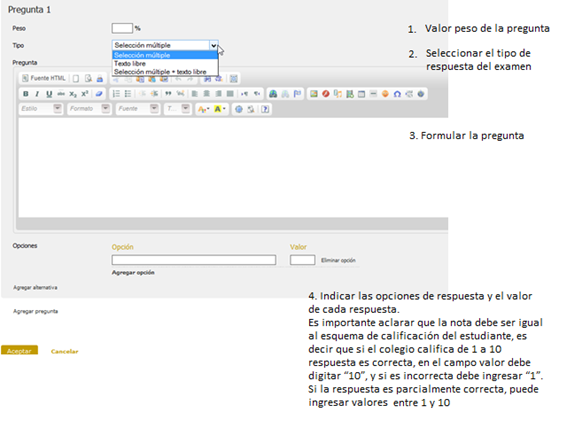 Pregunta 1
Peso %
1. Valor peso de la pregunta
Tipo Selección múltiple
2. Seleccionar el tipo de
respuesta del examen
Selección múltiple
Texto libre
Selección múltiple + texto libre
Pregunta
Fuente HTML
B I U abc X₂ X²
Estilo Formato Fuente T...
3. Formular la pregunta
Opciones Opción Valor
Eliminar opción
Agregar opción
Agregar alternativa
Agregar pregunta
Aceptar Cancelar
4. Indicar las opciones de respuesta y el valor
de cada respuesta.
Es importante aclarar que la nota debe ser igual
al esquema de calificación del estudiante, es
decir que si el colegio califica de 1 a 10
respuesta es correcta, en el campo valor debe
digitar “10”, y si es incorrecta debe ingresar “1”.
Si la respuesta es parcialmente correcta, puede
ingresar valores entre 1 y 10